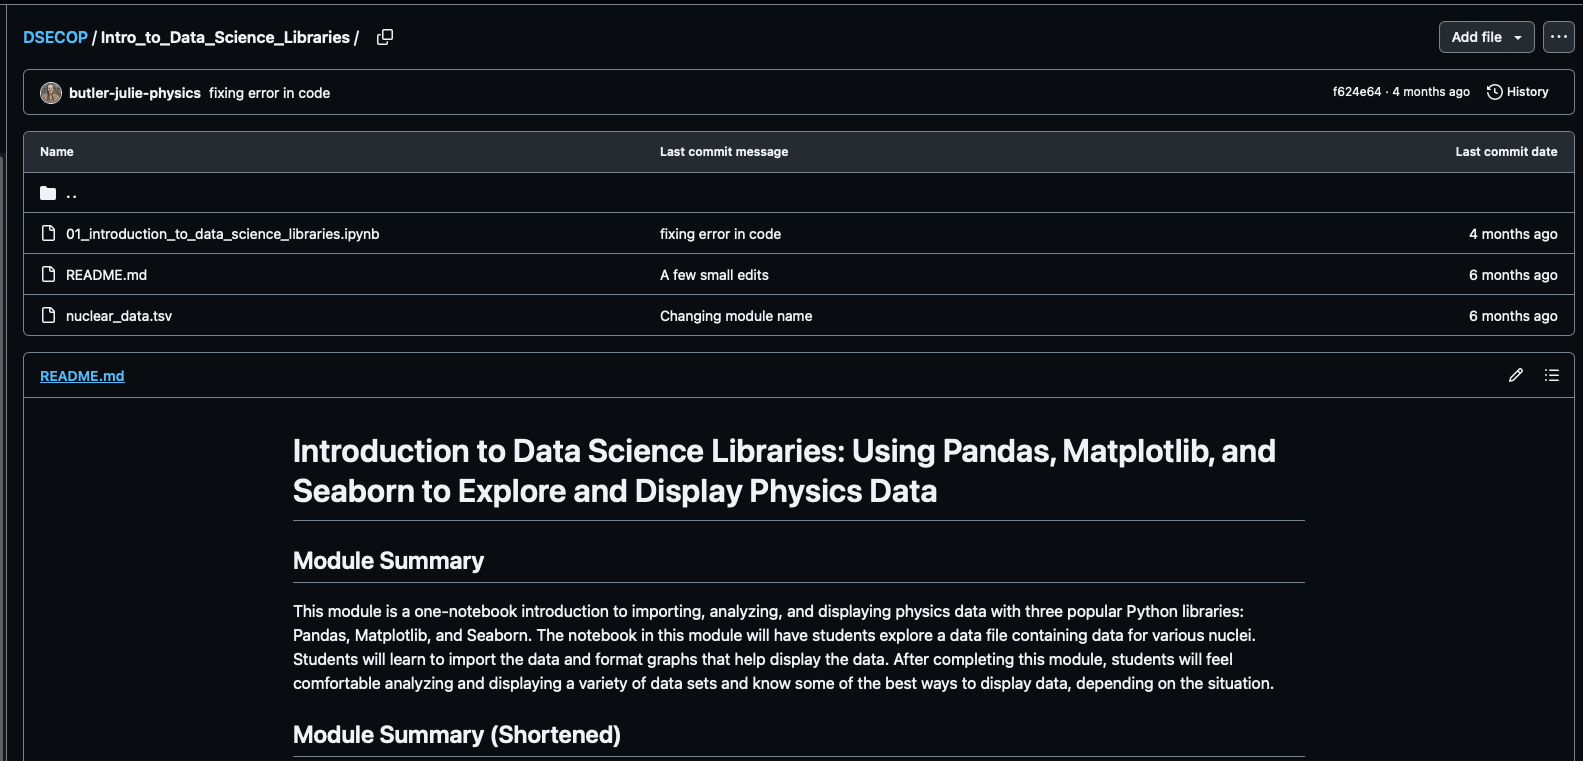 DSECOP / Intro_to_Data_Science_Libraries /
Add file
butler-julie-physics fixing error in code
f624e64 · 4 months ago History
Name Last commit message Last commit date
..
01_introduction_to_data_science_libraries.ipynb fixing error in code 4 months ago
README.md A few small edits 6 months ago
nuclear_data.tsv Changing module name 6 months ago
README.md
Introduction to Data Science Libraries: Using Pandas, Matplotlib, and
Seaborn to Explore and Display Physics Data
Module Summary
This module is a one-notebook introduction to importing, analyzing, and displaying physics data with three popular Python libraries:
Pandas, Matplotlib, and Seaborn. The notebook in this module will have students explore a data file containing data for various nuclei.
Students will learn to import the data and format graphs that help display the data. After completing this module, students will feel
comfortable analyzing and displaying a variety of data sets and know some of the best ways to display data, depending on the situation.
Module Summary (Shortened)